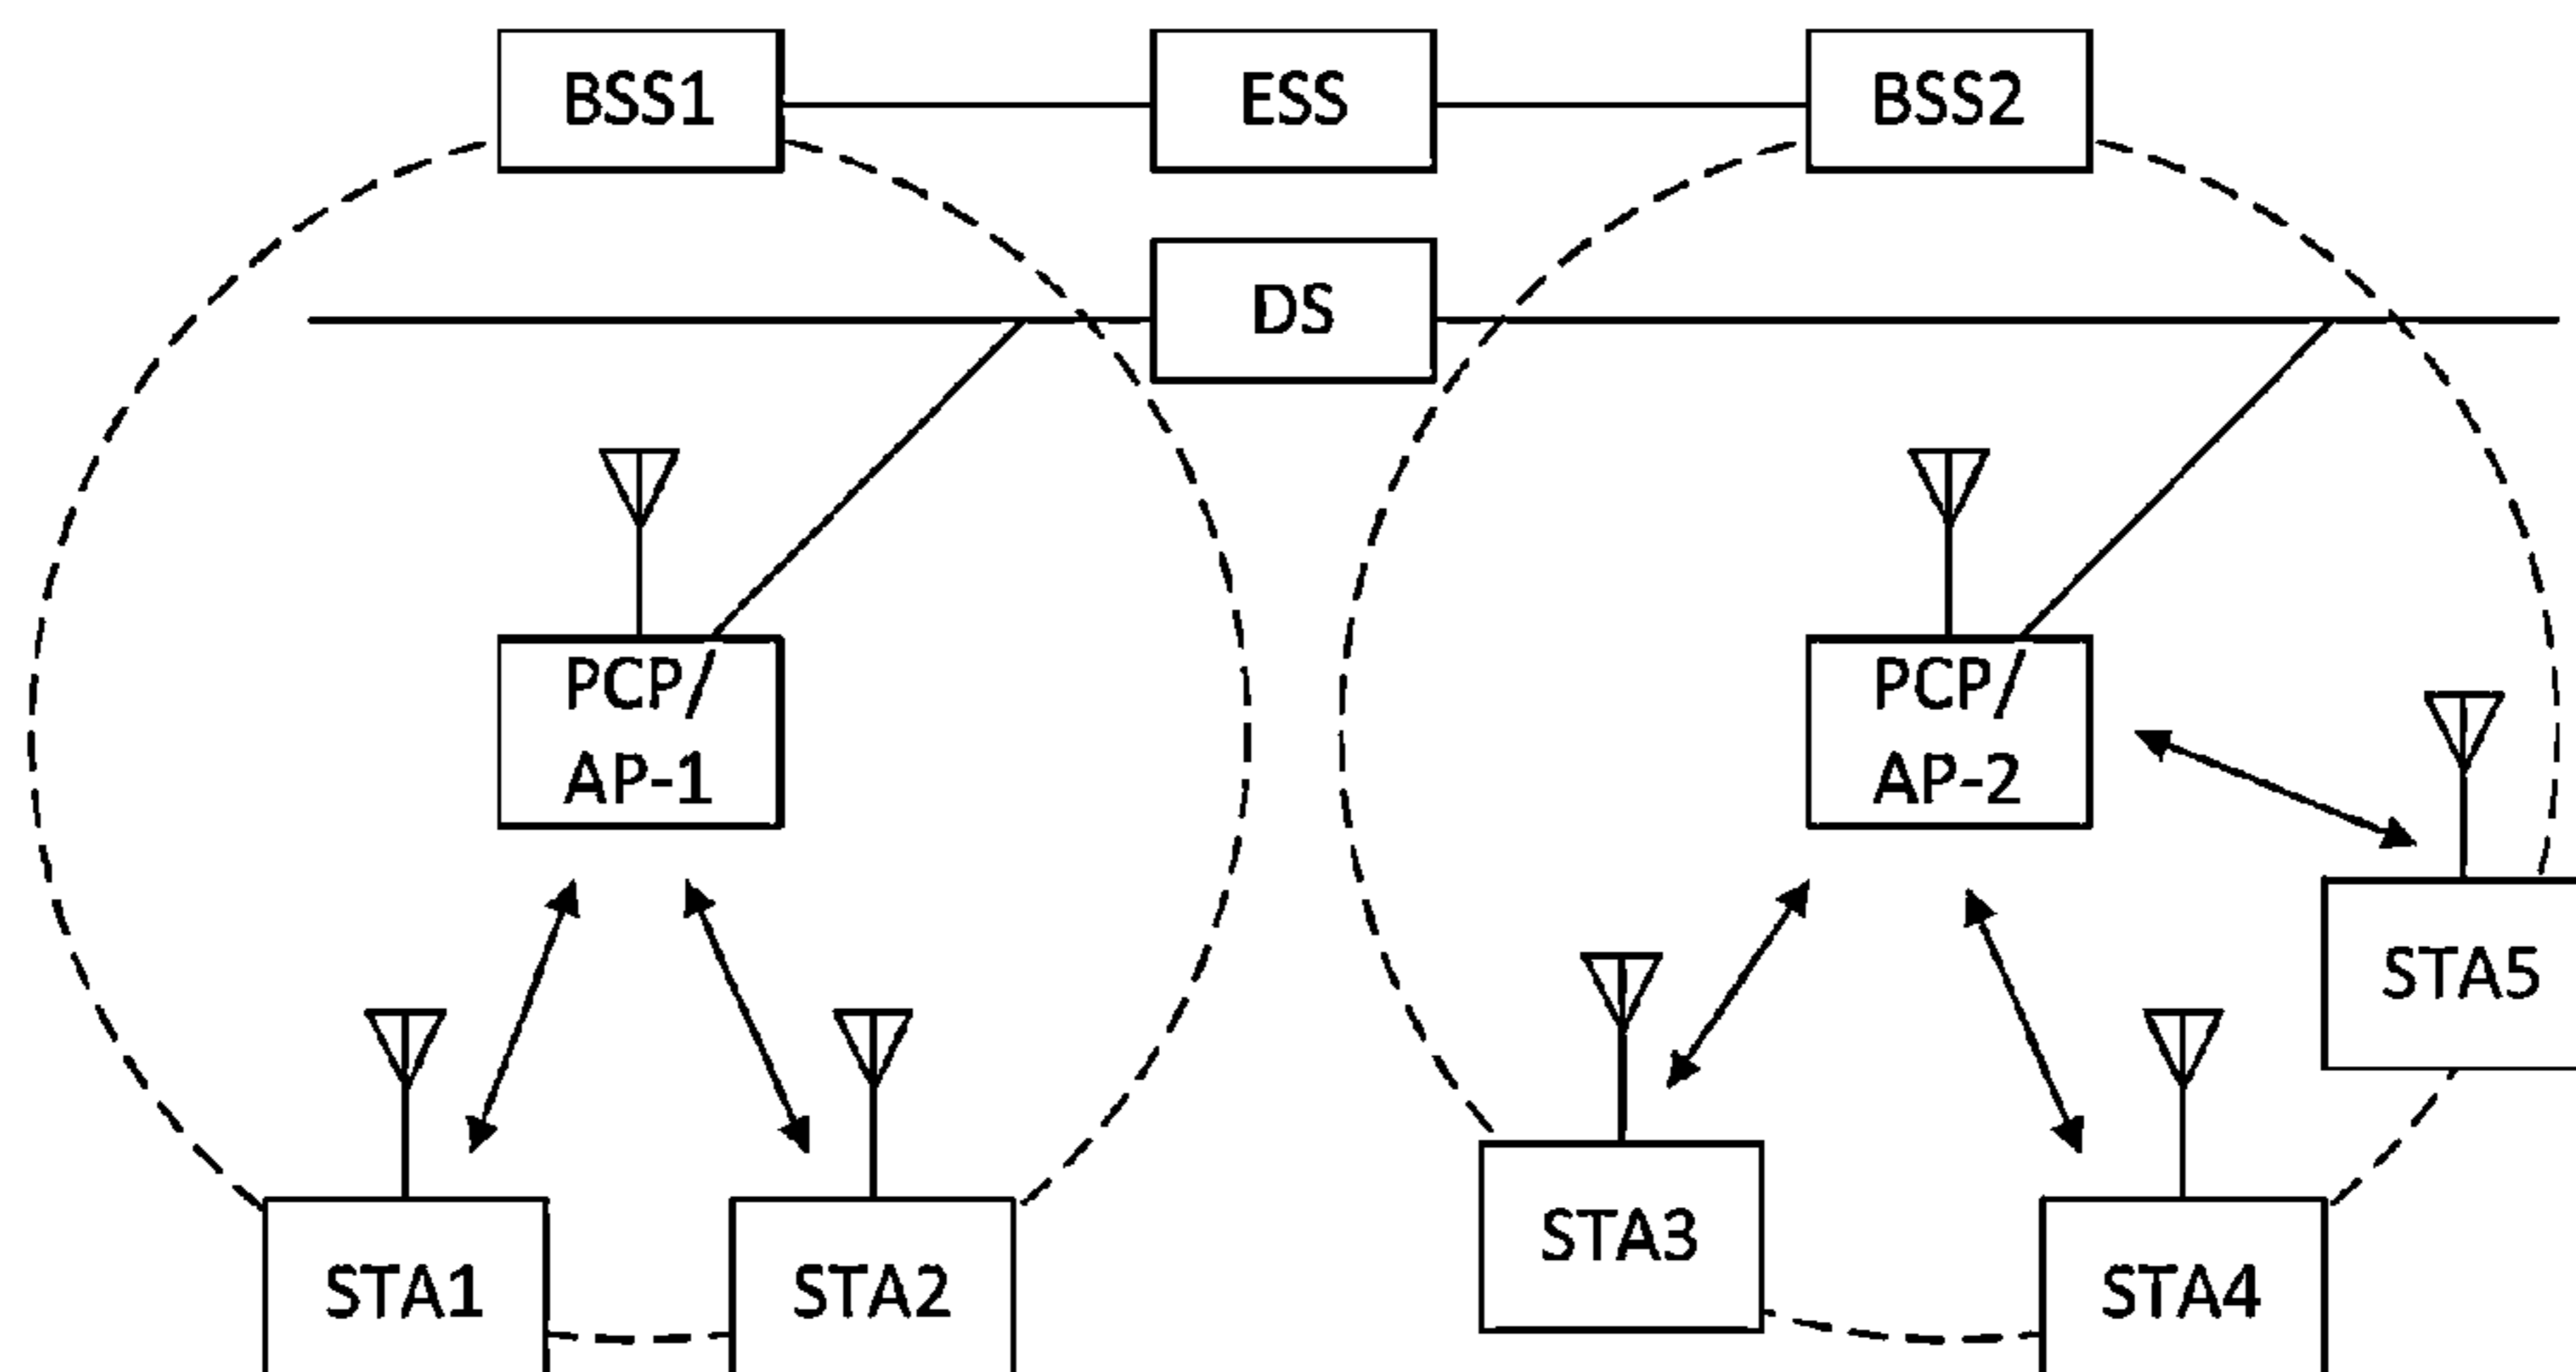 BSS1
ESS
BSS2
DS
PCP/
AP-1
PCP/
AP-2
STA5
STA3
STA1
STA2
STA4